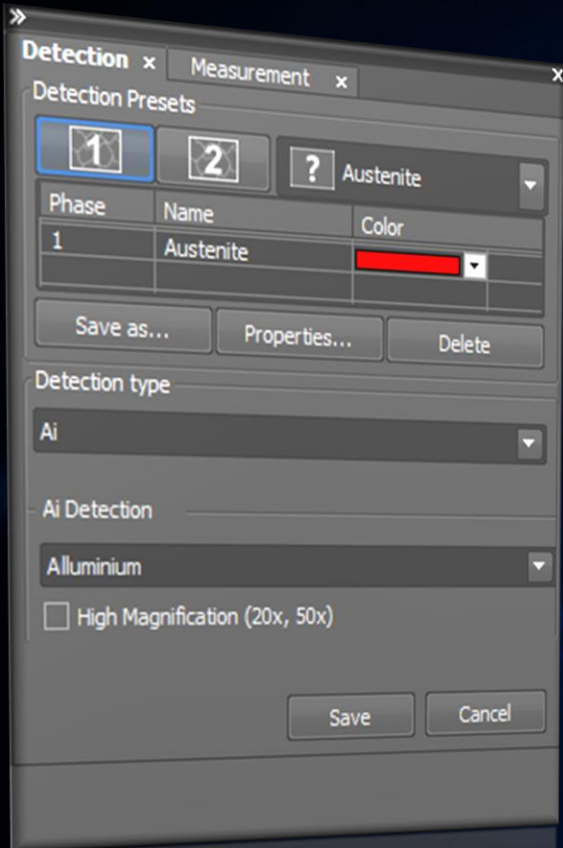 Detection x Measurement x
Detection Presets
1 2 ? Austenite
Phase Name Color
1 Austenite
Save as... Properties... Delete
Detection type
Ai
Ai Detection
Alluminium
High Magnification (20x, 50x)
Save Cancel